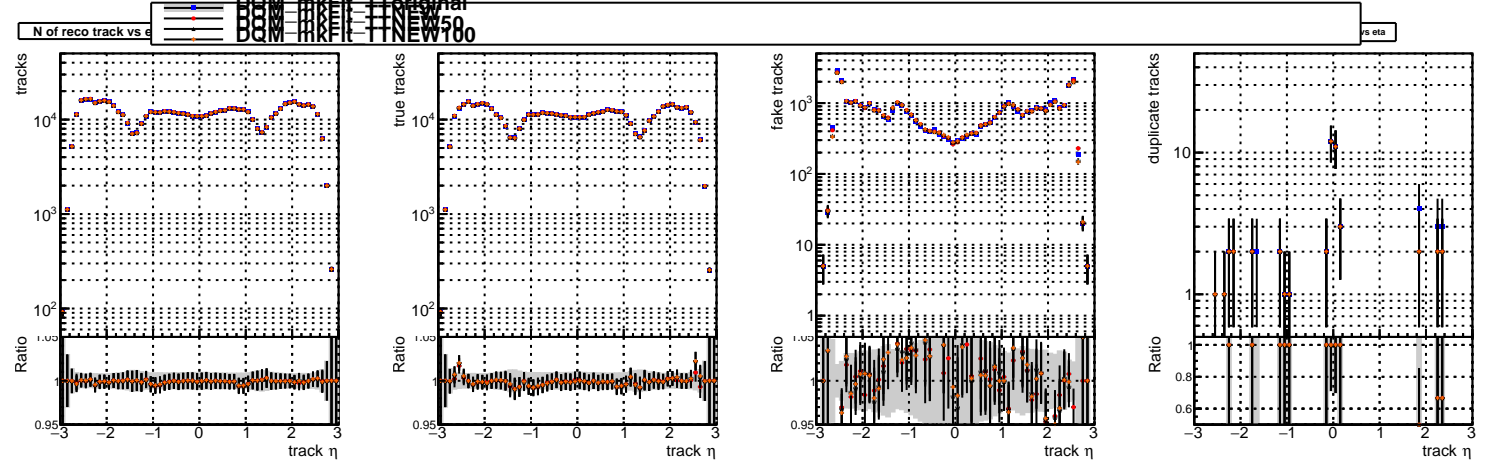 DQM_mkFit_TToriginal
DQM_mkFit_TTNEW
DQM_mkFit_TTNEW50
DQM_mkFit_TTNEW100
N of reco track vs e
vs eta
tracks
10⁴
10³
10²
Ratio
1.05
1
0.95
−3 −2 −1 0 1 2 3
track η
true tracks
10⁴
10³
10²
Ratio
1.05
1
0.95
−3 −2 −1 0 1 2 3
track η
fake tracks
10³
10²
10
1
Ratio
1.05
1
0.95
−3 −2 −1 0 1 2 3
track η
duplicate tracks
10
1
Ratio
1
0.8
0.6
−3 −2 −1 0 1 2 3
track η